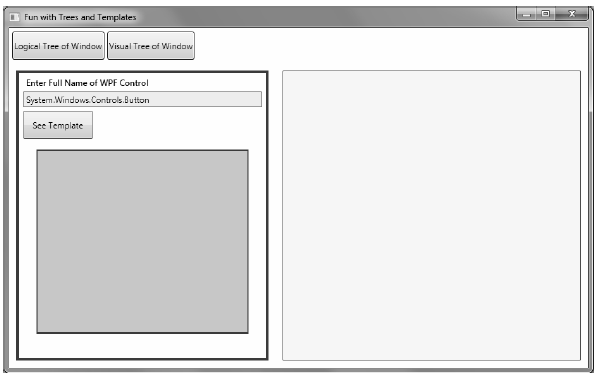 Fun with Trees and Templates
Logical Tree of Window
Visual Tree of Window
Enter Full Name of WPF Control
System.Windows.Controls.Button
See Template